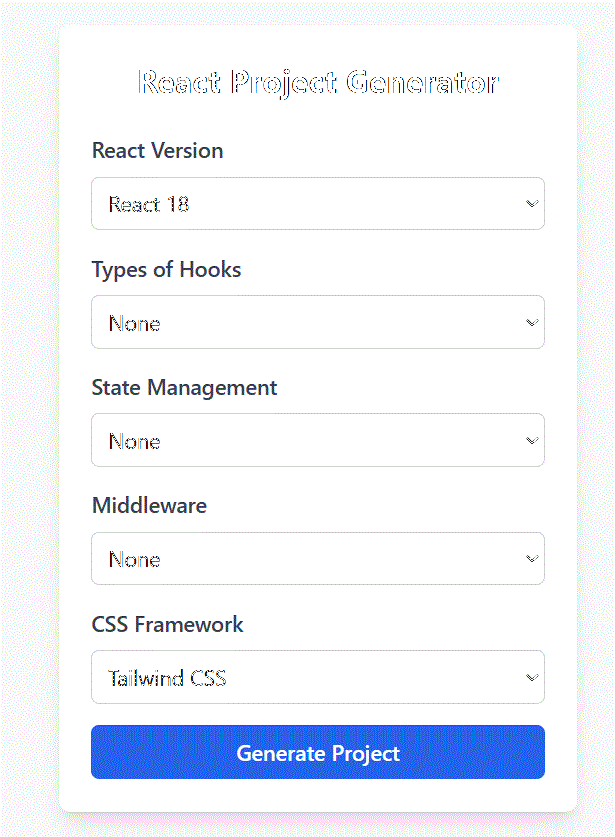 React Project Generator
React Version
React 18
Types of Hooks
None
State Management
None
Middleware
None
CSS Framework
Tailwind CSS
Generate Project